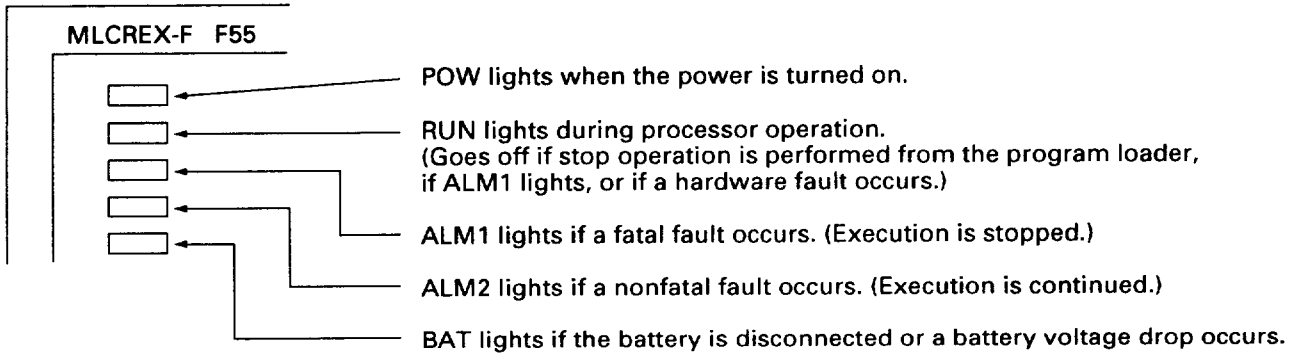 MLCREX-F F55
POW lights when the power is turned on.
RUN lights during processor operation.
(Goes off if stop operation is performed from the program loader,
if ALM1 lights, or if a hardware fault occurs.)
ALM1 lights if a fatal fault occurs. (Execution is stopped.)
ALM2 lights if a nonfatal fault occurs. (Execution is continued.)
BAT lights if the battery is disconnected or a battery voltage drop occurs.